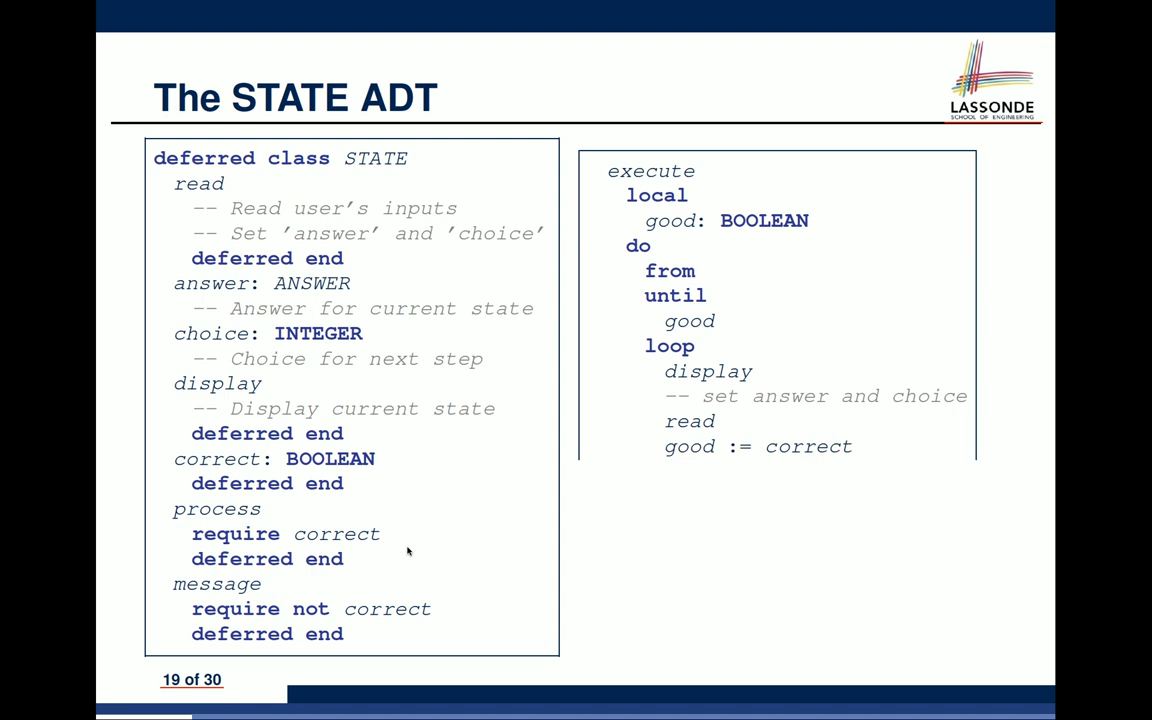 The STATE ADT
LASSONDE
SCHOOL OF ENGINEERING
deferred class STATE
read
-- Read user's inputs
-- Set 'answer' and 'choice'
deferred end
answer: ANSWER
-- Answer for current state
choice: INTEGER
-- Choice for next step
display
-- Display current state
deferred end
correct: BOOLEAN
deferred end
process
require correct
deferred end
message
require not correct
deferred end
execute
local
good: BOOLEAN
do
from
until
good
loop
display
-- set answer and choice
read
good := correct
19 of 30